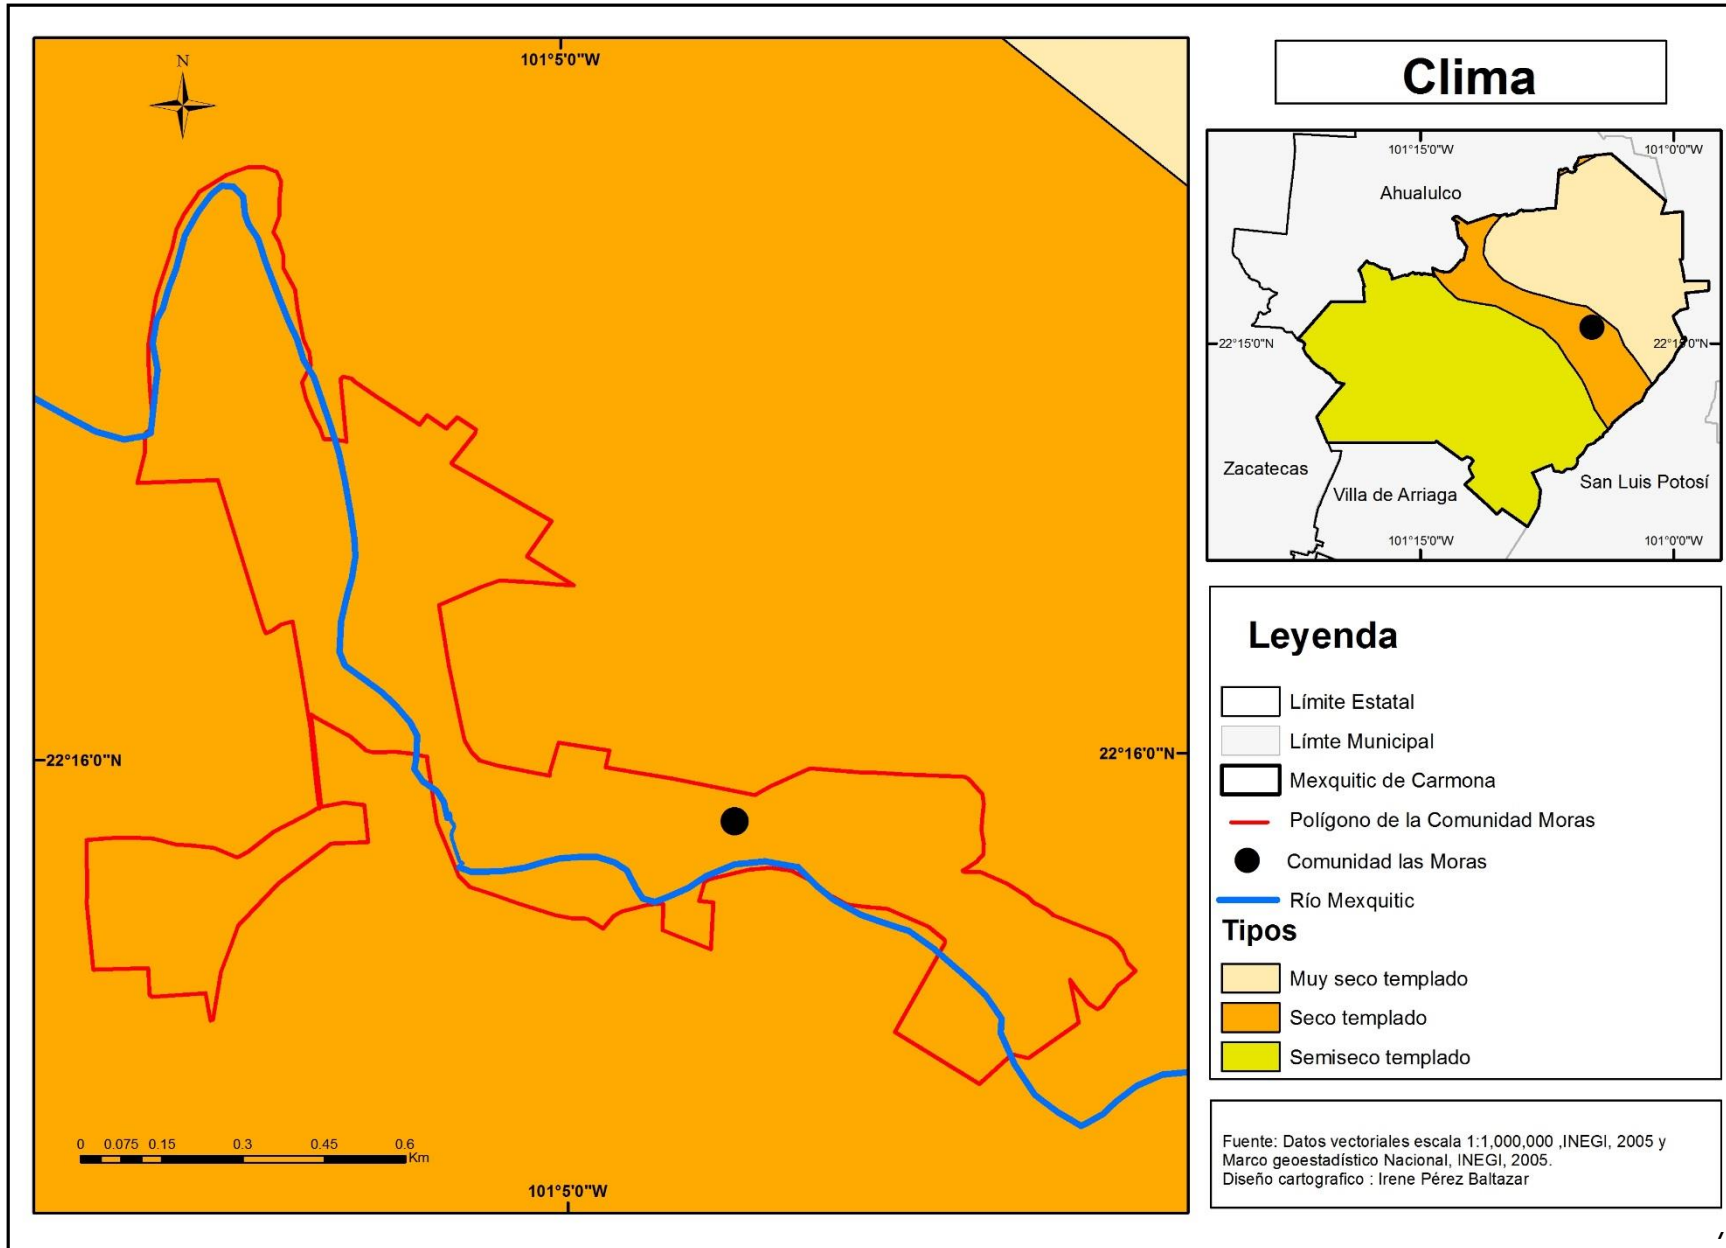 Clima
N
101°5'0"W
22°16'0"N
22°16'0"N
0 0.075 0.15 0.3 0.45 0.6
Km
101°5'0"W
101°15'0"W
101°0'0"W
Ahualulco
22°15'0"N
22°15'0"N
Zacatecas
Villa de Arriaga
San Luis Potosí
101°15'0"W
101°0'0"W
Leyenda
Límite Estatal
Límte Municipal
Mexquitic de Carmona
Polígono de la Comunidad Moras
Comunidad las Moras
Río Mexquitic
Tipos
Muy seco templado
Seco templado
Semiseco templado
Fuente: Datos vectoriales escala 1:1,000,000 ,INEGI, 2005 y
Marco geoestadístico Nacional, INEGI, 2005.
Diseño cartografico : Irene Pérez Baltazar